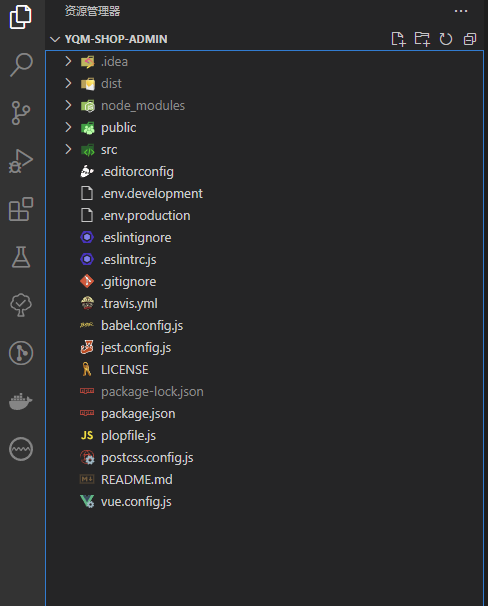 资源管理器
YQM-SHOP-ADMIN
.idea
dist
node_modules
public
src
.editorconfig
.env.development
.env.production
.eslintignore
.eslintrc.js
.gitignore
.travis.yml
babel.config.js
jest.config.js
LICENSE
package-lock.json
package.json
JS plopfile.js
postcss.config.js
README.md
vue.config.js